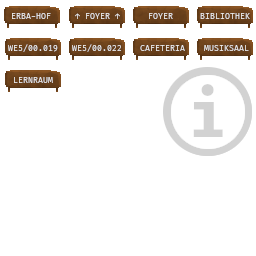 ERBA-HOF
↑ FOYER ↑
FOYER
BIBLIOTHEK
WE5/00.019
WE5/00.022
CAFETERIA
MUSIKSAAL
LERNRAUM